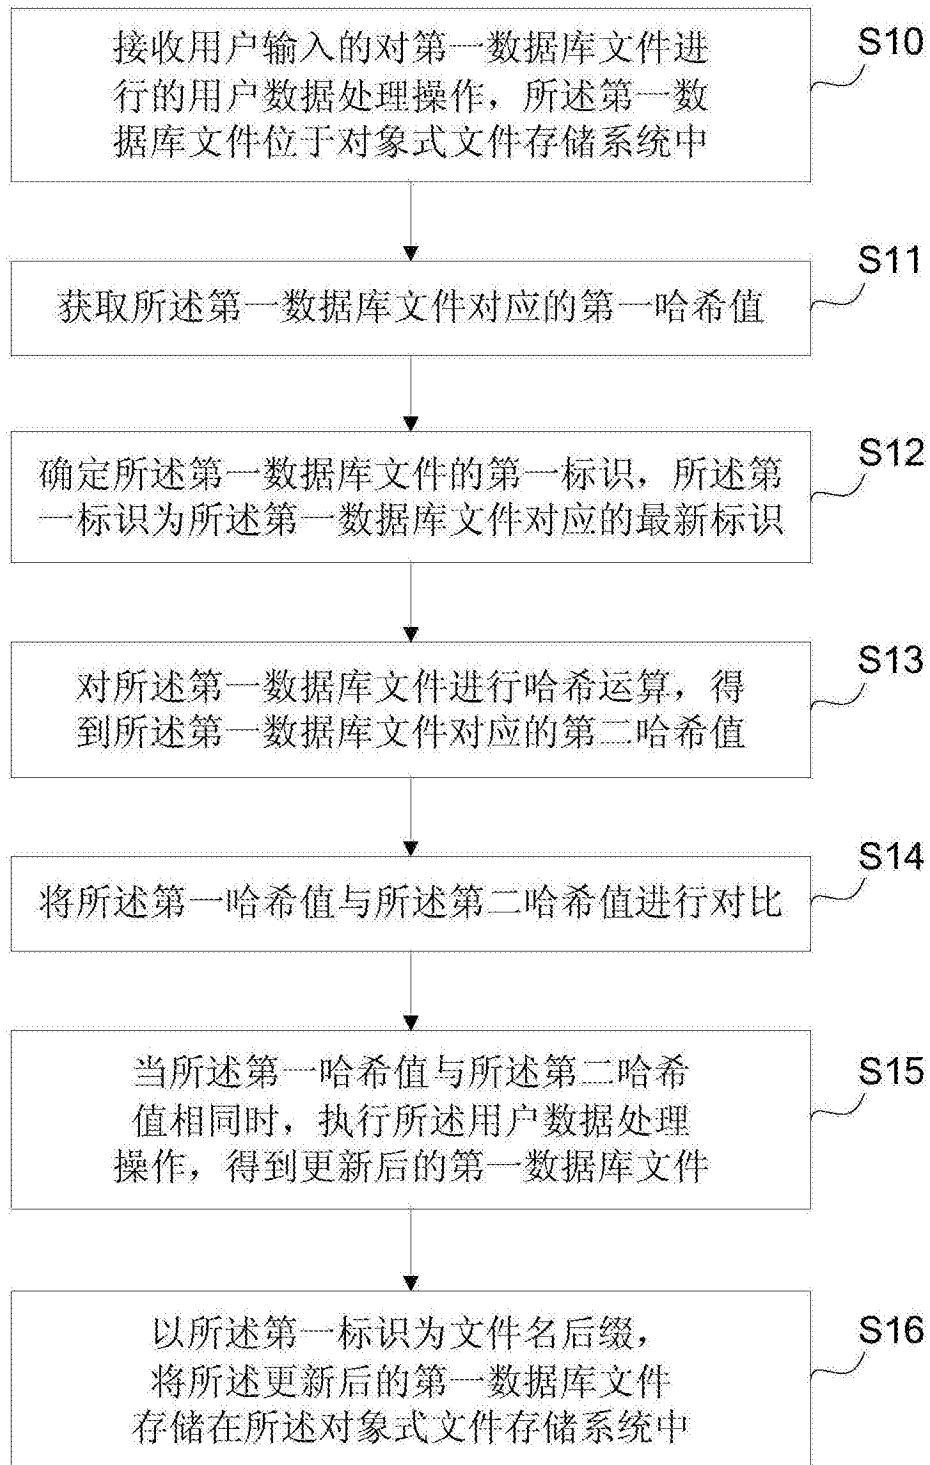 接收用户输入的对第一数据库文件进
行的用户数据处理操作，所述第一数
据库文件位于对象式文件存储系统中
S10
获取所述第一数据库文件对应的第一哈希值
S11
确定所述第一数据库文件的第一标识，所述第
一标识为所述第一数据库文件对应的最新标识
S12
对所述第一数据库文件进行哈希运算，得
到所述第一数据库文件对应的第二哈希值
S13
将所述第一哈希值与所述第二哈希值进行对比
S14
当所述第一哈希值与所述第二哈希
值相同时，执行所述用户数据处理
操作，得到更新后的第一数据库文件
S15
以所述第一标识为文件名后缀，
将所述更新后的第一数据库文件
存储在所述对象式文件存储系统中
S16